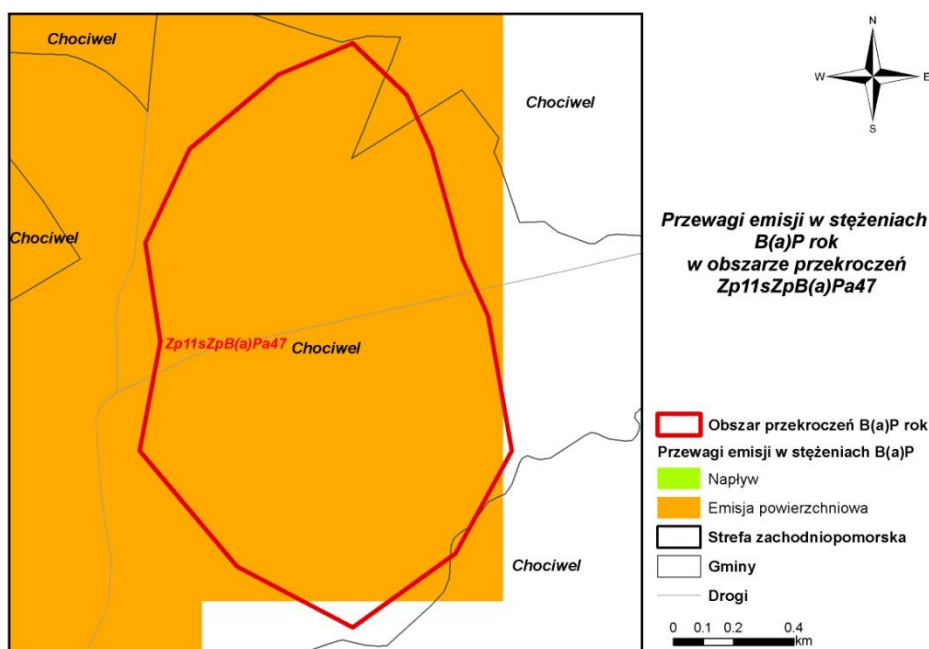 Chociwel
Chociwel
Chociwel
Zp11sZpB(a)Pa47
Chociwel
Chociwel
N
W
E
S
Przewagi emisji w stężeniach
B(a)P rok
w obszarze przekroczeń
Zp11sZpB(a)Pa47
Obszar przekroczeń B(a)P rok
Przewagi emisji w stężeniach B(a)P
Napływ
Emisja powierzchniowa
Strefa zachodniopomorska
Gminy
Drogi
0 0.1 0.2 0.4
km